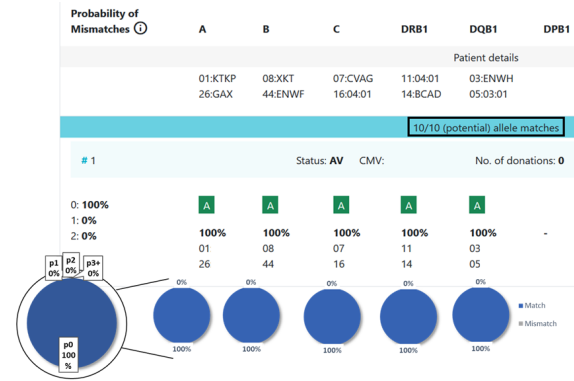 Probability of
Mismatches ⓘ A B C DRB1 DQB1 DPB1
Patient details
01:KTKP 08:XKT 07:CVAG 11:04:01 03:ENWH
26:GAX 44:ENWF 16:04:01 14:BCAD 05:03:01
10/10 (potential) allele matches
# 1 Status: AV CMV: No. of donations: 0
0: 100% A A A A A
1: 0%
2: 0% 100% 100% 100% 100% 100% -
01 08 07 11 03
26 44 16 14 05
p1 0% p2 0% p3+ 0%
0% 0% 0% 0% 0%
Match
Mismatch
p0
100
%
100% 100% 100% 100% 100%